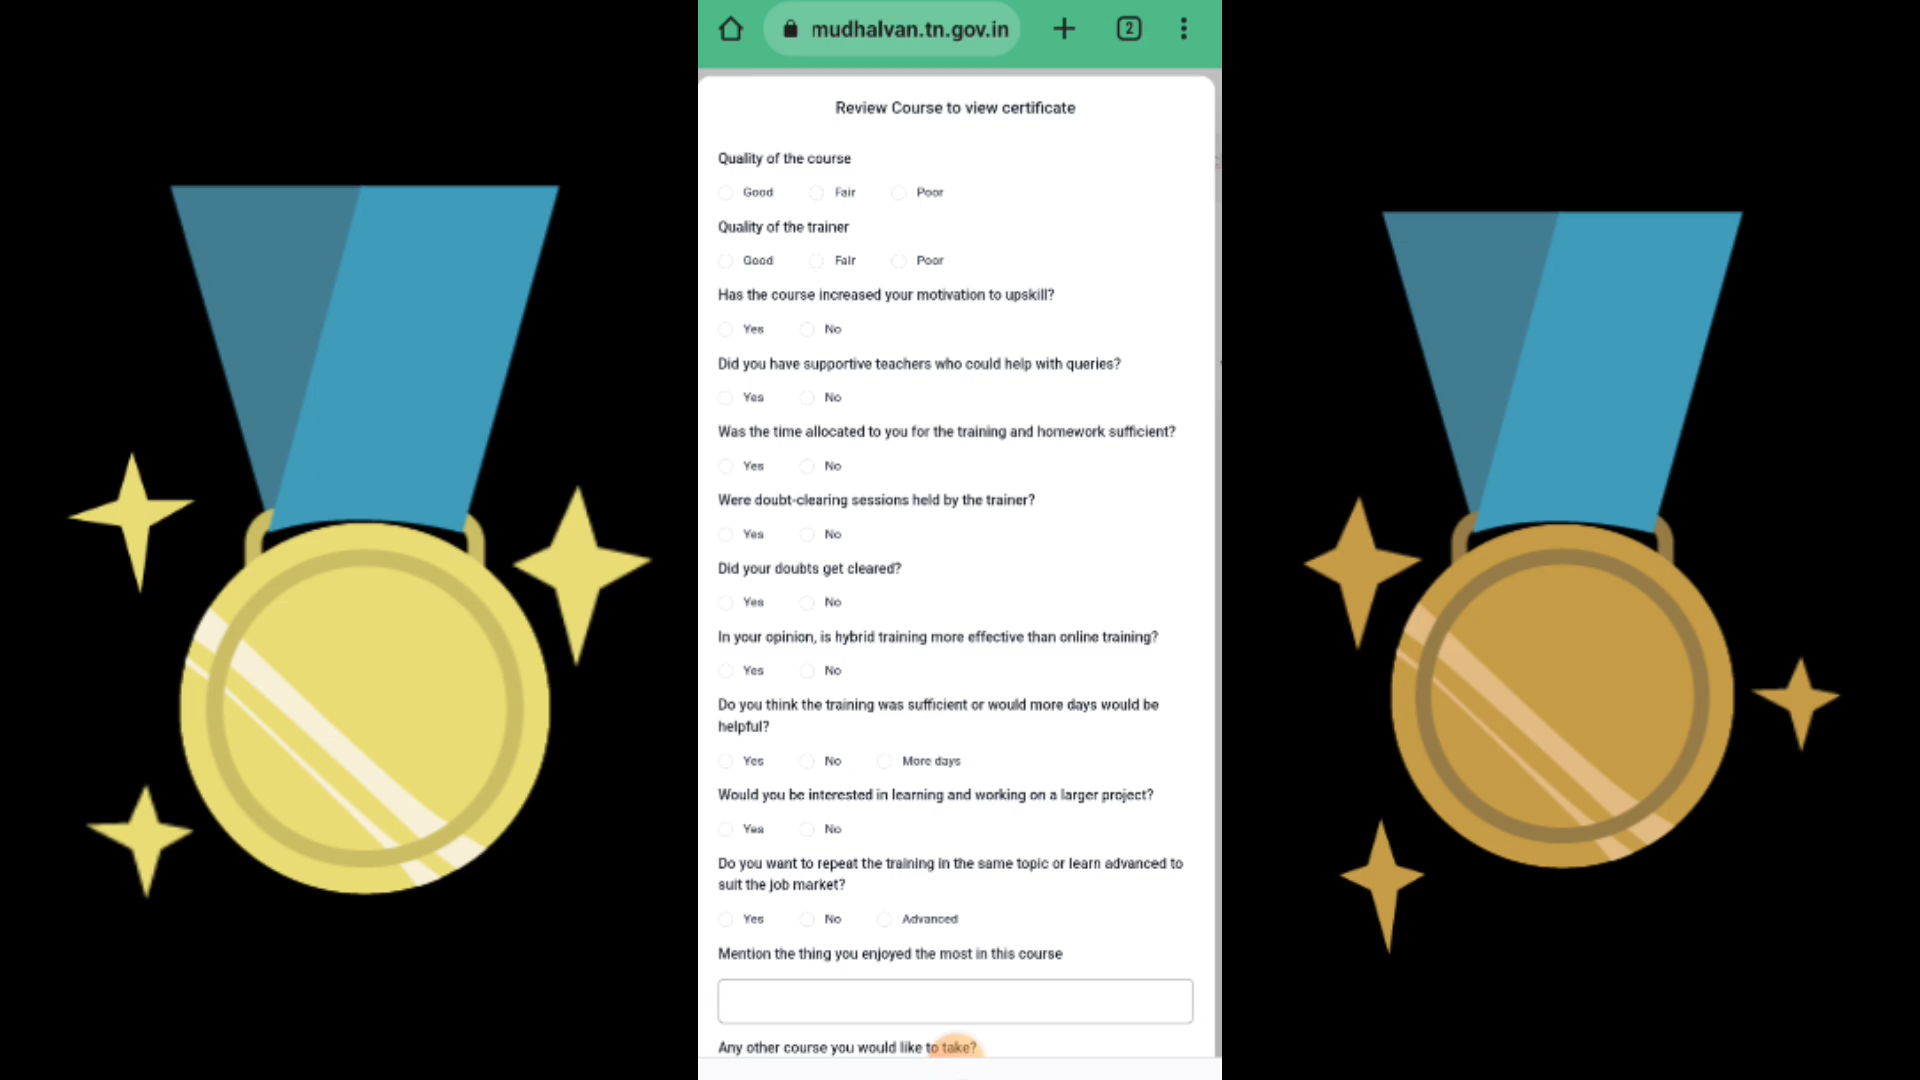 mudhalvan.tn.gov.in
2
Review Course to view certificate
Quality of the course
Good Fair Poor
Quality of the trainer
Good Fair Poor
Has the course increased your motivation to upskill?
Yes No
Did you have supportive teachers who could help with queries?
Yes No
Was the time allocated to you for the training and homework sufficient?
Yes No
Were doubt-clearing sessions held by the trainer?
Yes No
Did your doubts get cleared?
Yes No
In your opinion, is hybrid training more effective than online training?
Yes No
Do you think the training was sufficient or would more days would be
helpful?
Yes No More days
Would you be interested in learning and working on a larger project?
Yes No
Do you want to repeat the training in the same topic or learn advanced to
suit the job market?
Yes No Advanced
Mention the thing you enjoyed the most in this course
Any other course you would like to take?